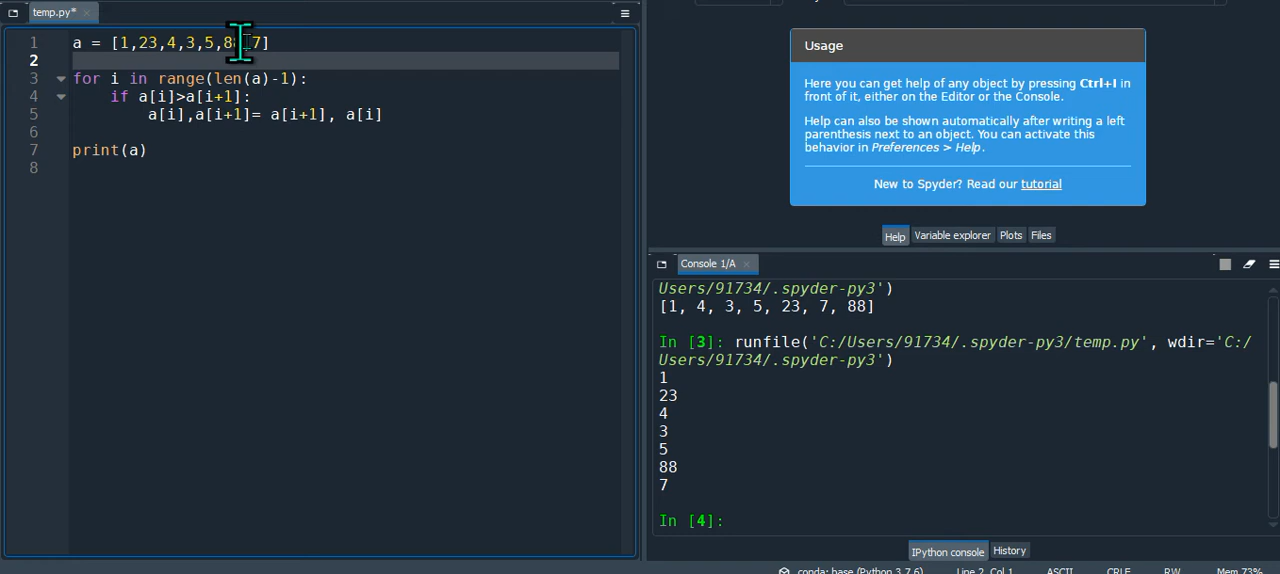 temp.py*
1 a = [1,23,4,3,5,88,7]
2
3 for i in range(len(a)-1):
4 if a[i]>a[i+1]:
5 a[i],a[i+1]= a[i+1], a[i]
6
7 print(a)
8
Usage
Here you can get help of any object by pressing Ctrl+I in
front of it, either on the Editor or the Console.
Help can also be shown automatically after writing a left
parenthesis next to an object. You can activate this
behavior in Preferences > Help.
New to Spyder? Read our tutorial
Help Variable explorer Plots Files
Console 1/A
Users/91734/.spyder-py3')
[1, 4, 3, 5, 23, 7, 88]
In [3]: runfile('C:/Users/91734/.spyder-py3/temp.py', wdir='C:/
Users/91734/.spyder-py3')
1
23
4
3
5
88
7
In [4]:
IPython console History
conda: base (Python 3.7.6) Line 2, Col 1 ASCII CRLF RW Mem 73%